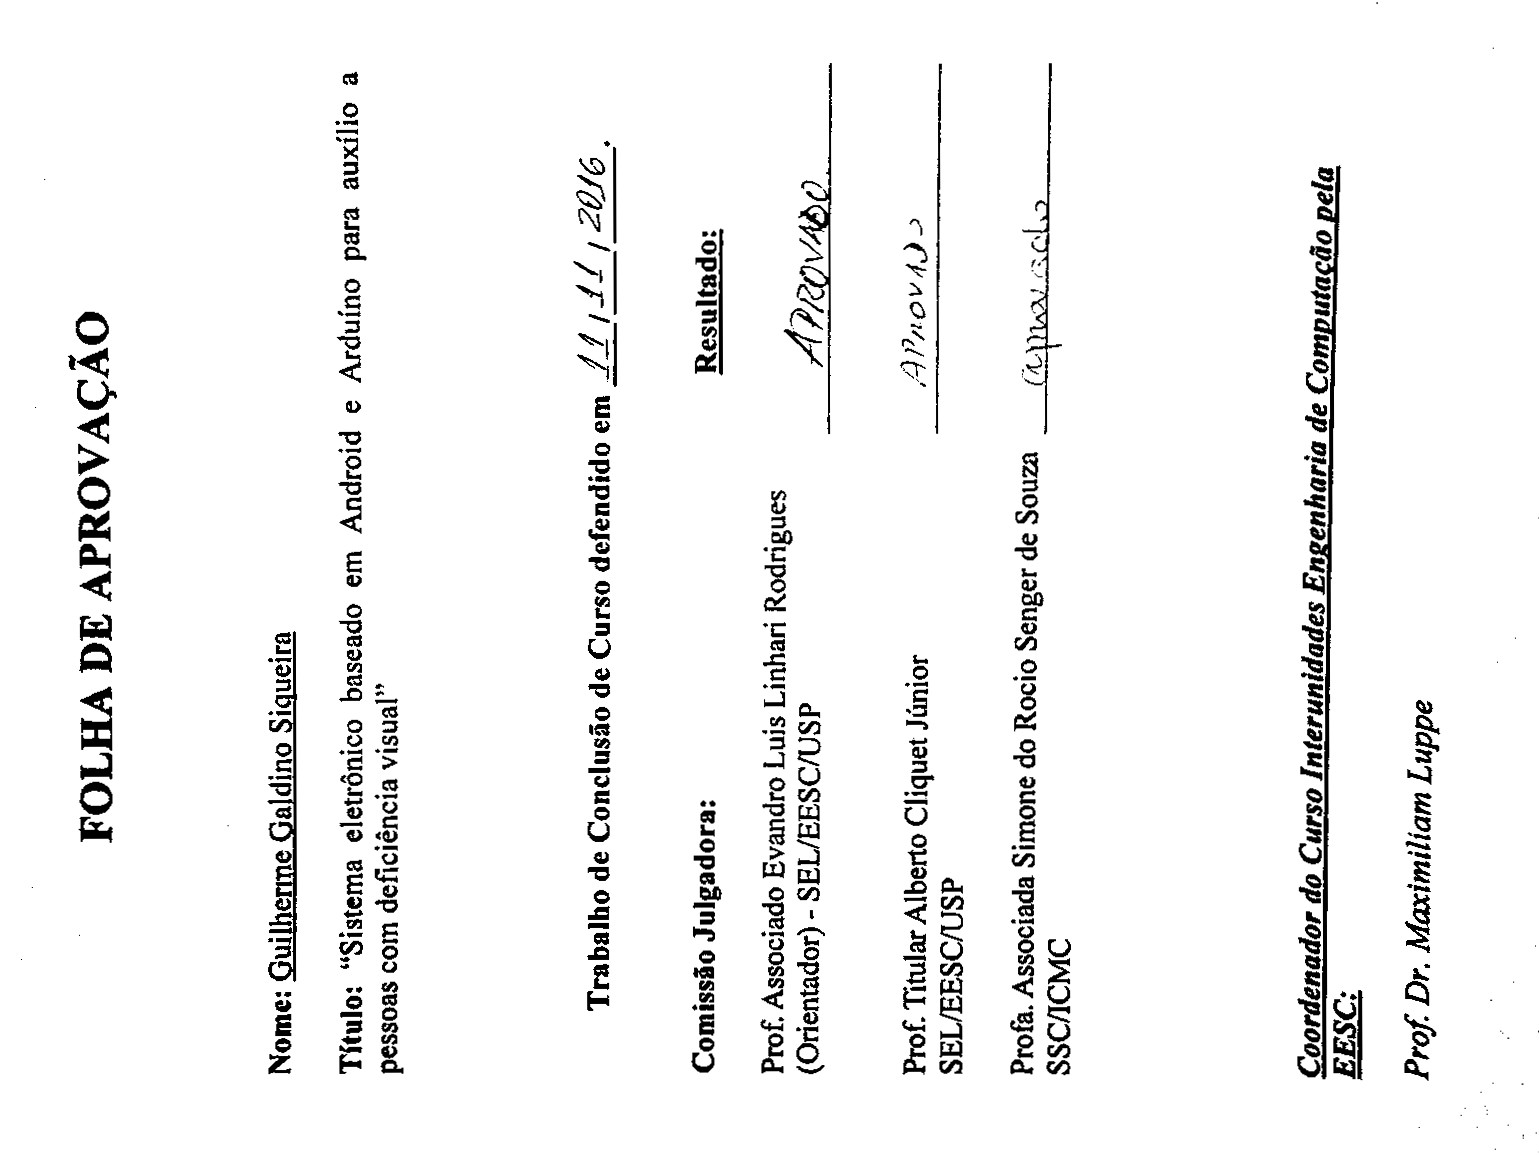 FOLHA DE APROVAÇÃO
Nome: Guilherme Galdino Siqueira
Título: “Sistema eletrônico baseado em Android e Arduíno para auxílio a
pessoas com deficiência visual”
Trabalho de Conclusão de Curso defendido em 11/11/2016.
Comissão Julgadora: Resultado:
Prof. Associado Evandro Luis Linhari Rodrigues
(Orientador) - SEL/EESC/USP APROVADO
Prof. Titular Alberto Cliquet Júnior APROVADO
SEL/EESC/USP
Profa. Associada Simone do Rocio Senger de Souza aprovado
SSC/ICMC
Coordenador do Curso Interunidades Engenharia de Computação pela
EESC:
Prof. Dr. Maximiliam Luppe